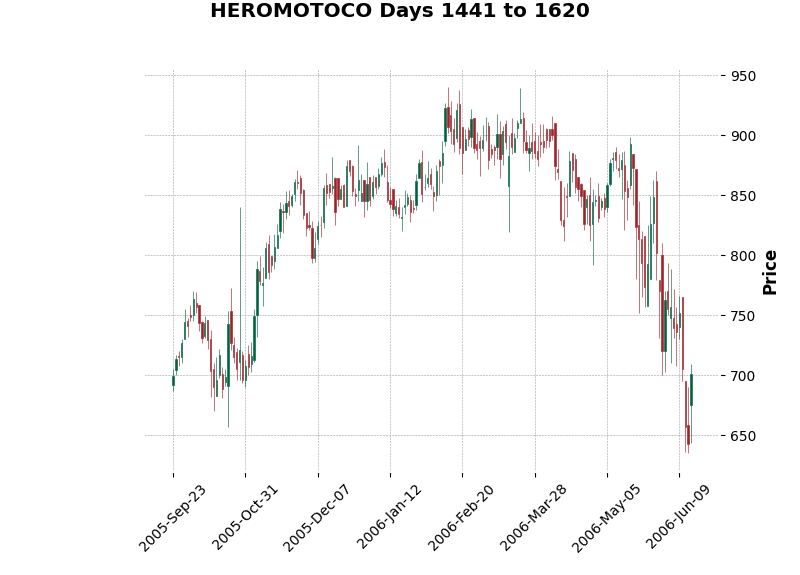 HEROMOTOCO Days 1441 to 1620
950
900
850
800
750
700
650
Price
2005-Sep-23
2005-Oct-31
2005-Dec-07
2006-Jan-12
2006-Feb-20
2006-Mar-28
2006-May-05
2006-Jun-09